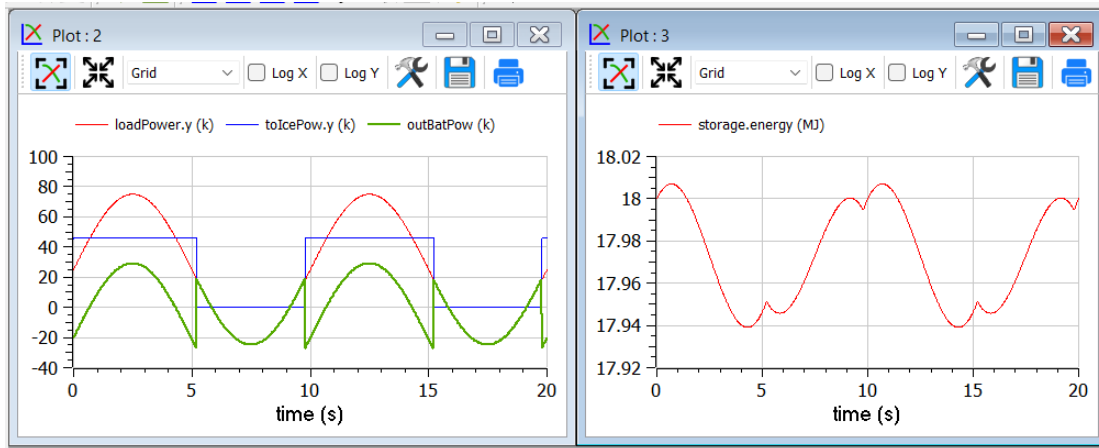 Plot : 2
Grid Log X Log Y
loadPower.y (k) toIcePow.y (k) outBatPow (k)
100
80
60
40
20
0
-20
-40
0 5 10 15 20
time (s)
Plot : 3
Grid Log X Log Y
storage.energy (MJ)
18.02
18
17.98
17.96
17.94
17.92
0 5 10 15 20
time (s)